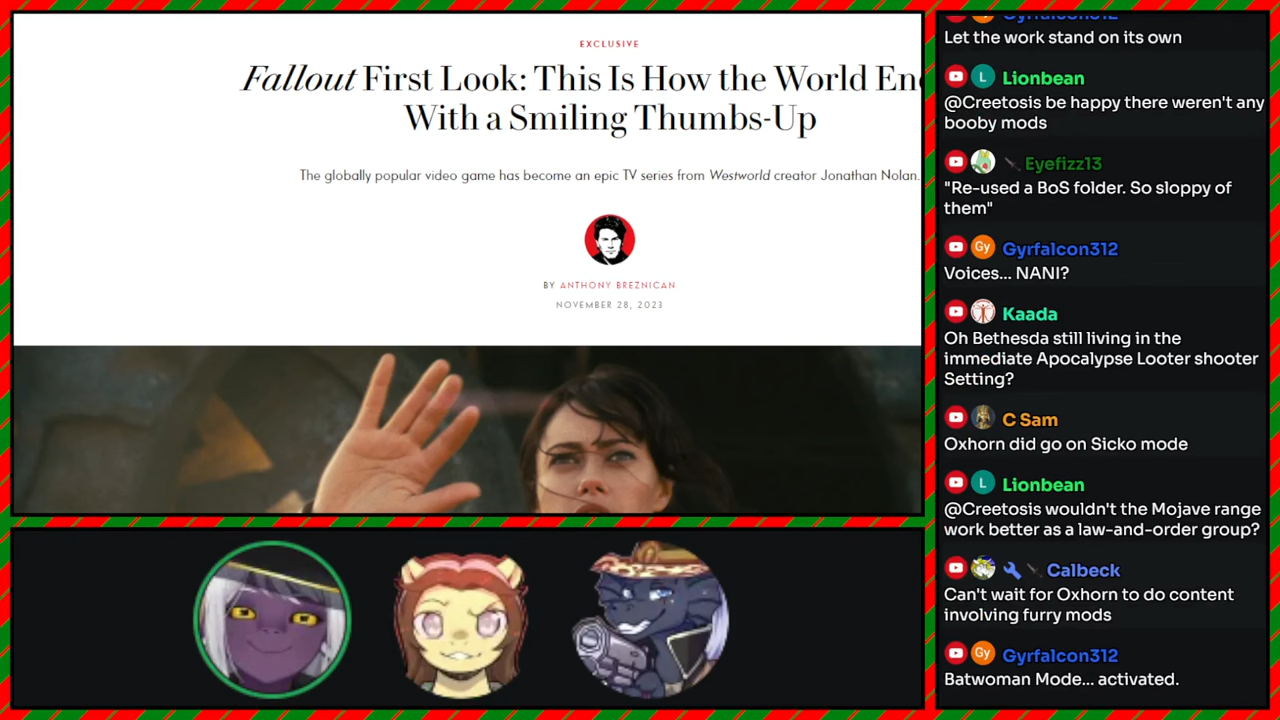 EXCLUSIVE
Fallout First Look: This Is How the World En
With a Smiling Thumbs-Up
The globally popular video game has become an epic TV series from Westworld creator Jonathan Nolan.
BY ANTHONY BREZNICAN
NOVEMBER 28, 2023
Gyrfalcon312
Let the work stand on its own
L Lionbean
@Creetosis be happy there weren't any
booby mods
Eyefizz13
"Re-used a BoS folder. So sloppy of
them"
Gy Gyrfalcon312
Voices... NANI?
Kaada
Oh Bethesda still living in the
immediate Apocalypse Looter shooter
Setting?
C Sam
Oxhorn did go on Sicko mode
L Lionbean
@Creetosis wouldn't the Mojave range
work better as a law-and-order group?
Calbeck
Can't wait for Oxhorn to do content
involving furry mods
Gy Gyrfalcon312
Batwoman Mode... activated.